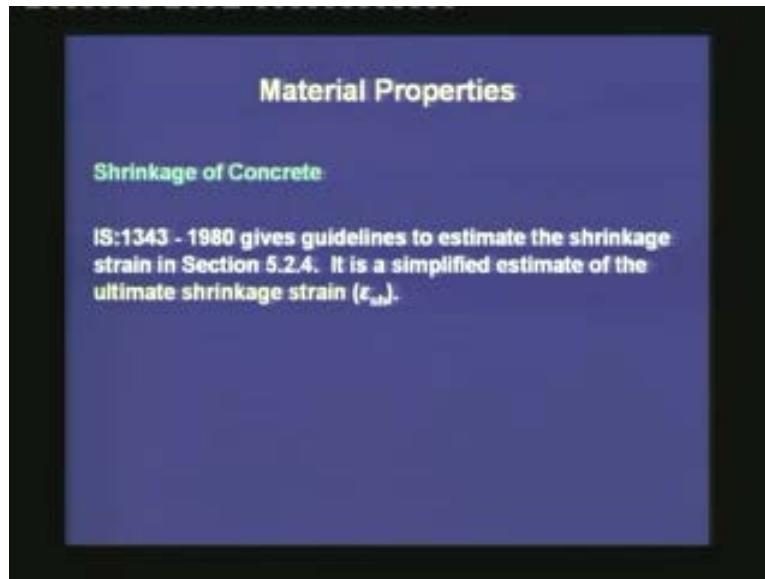 Material Properties
Shrinkage of Concrete
IS:1343 - 1980 gives guidelines to estimate the shrinkage
strain in Section 5.2.4. It is a simplified estimate of the
ultimate shrinkage strain (εsh).